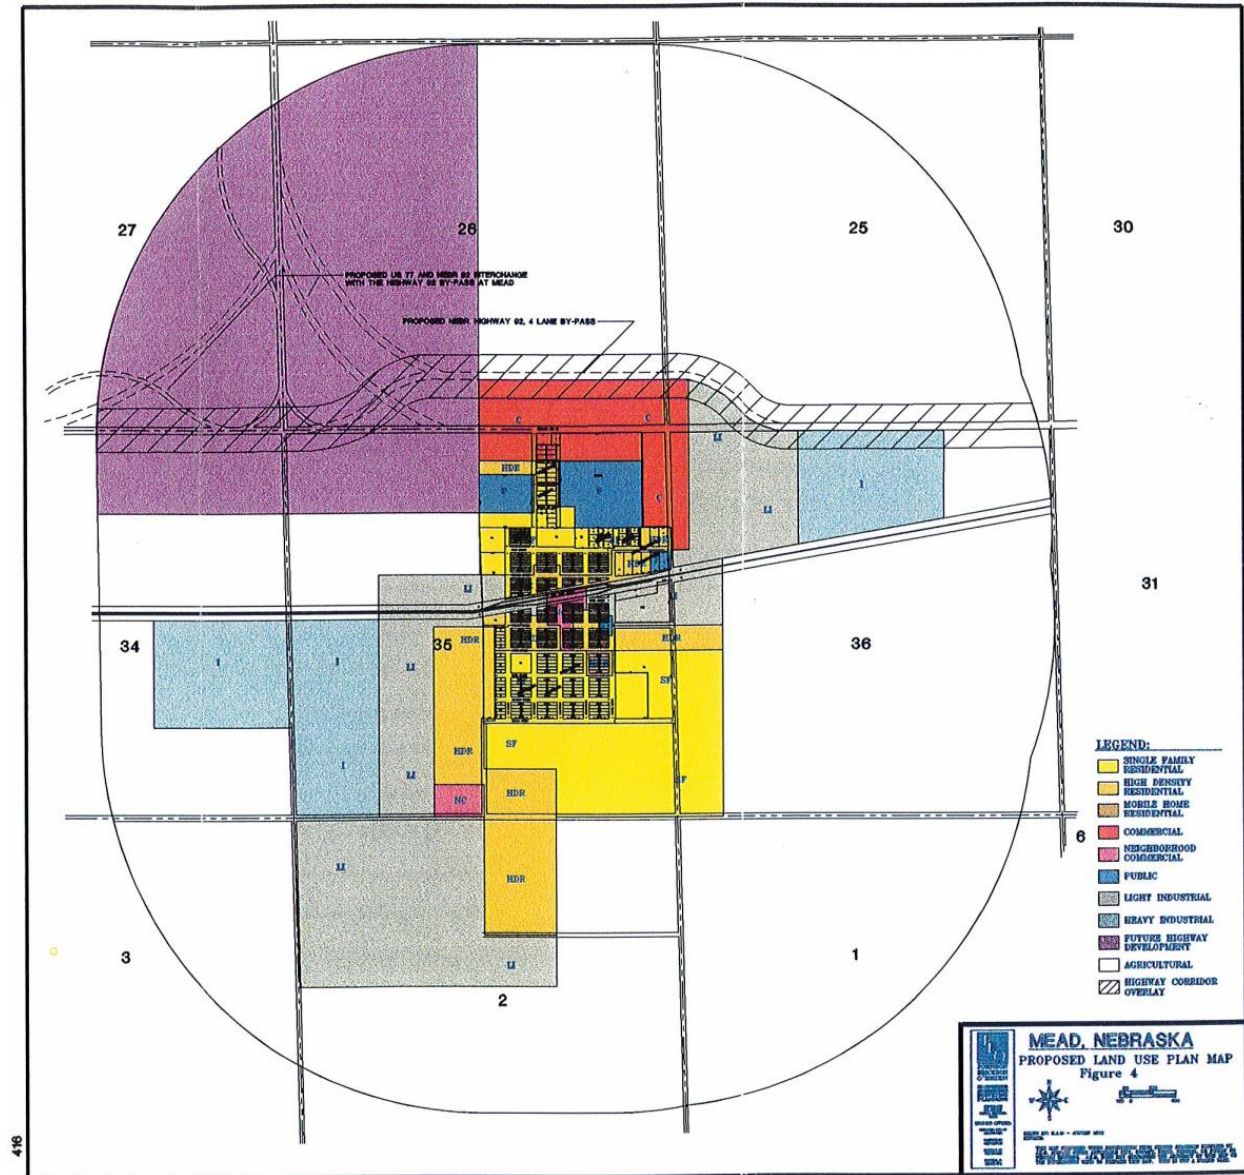 27
26
25
30
PROPOSED US 77 AND NEBR 92 INTERCHANGE
WITH THE HIGHWAY 92 BY-PASS AT MEAD
PROPOSED NEBR. HIGHWAY 92, 4 LANE BY-PASS
C
C
LI
HDR
P
P
C
I
LI
LI
31
34
I
I
35
HDR
LI
HDR
LI
36
SF
I
LI
HDR
SF
SF
NC
HDR
LI
HDR
6
3
LI
2
1
LEGEND:
SINGLE FAMILY
RESIDENTIAL
HIGH DENSITY
RESIDENTIAL
MOBILE HOME
RESIDENTIAL
COMMERCIAL
NEIGHBORHOOD
COMMERCIAL
PUBLIC
LIGHT INDUSTRIAL
HEAVY INDUSTRIAL
FUTURE HIGHWAY
DEVELOPMENT
AGRICULTURAL
HIGHWAY CORRIDOR
OVERLAY
MEAD, NEBRASKA
PROPOSED LAND USE PLAN MAP
Figure 4
416